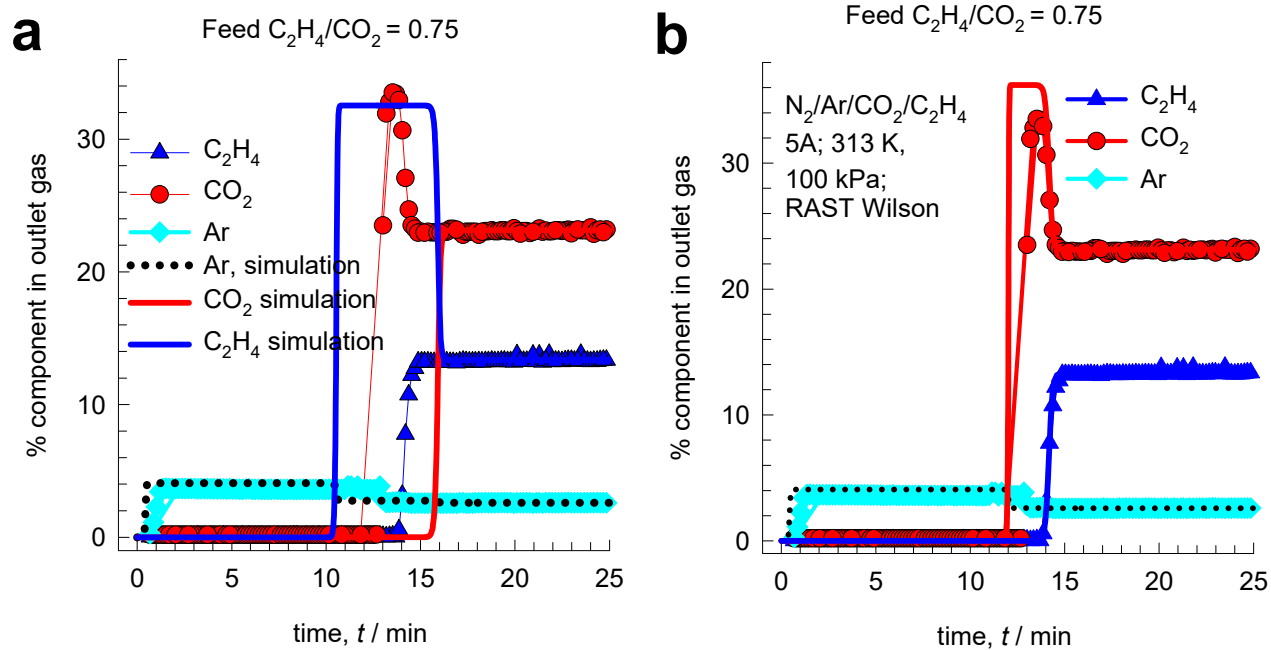 a
Feed C₂H₄/CO₂ = 0.75
% component in outlet gas
30
20
10
0
C₂H₄
CO₂
Ar
Ar, simulation
CO₂ simulation
C₂H₄ simulation
0 5 10 15 20 25
time, t / min
b
Feed C₂H₄/CO₂ = 0.75
% component in outlet gas
30
20
10
0
N₂/Ar/CO₂/C₂H₄
5A; 313 K,
100 kPa;
RAST Wilson
C₂H₄
CO₂
Ar
0 5 10 15 20 25
time, t / min